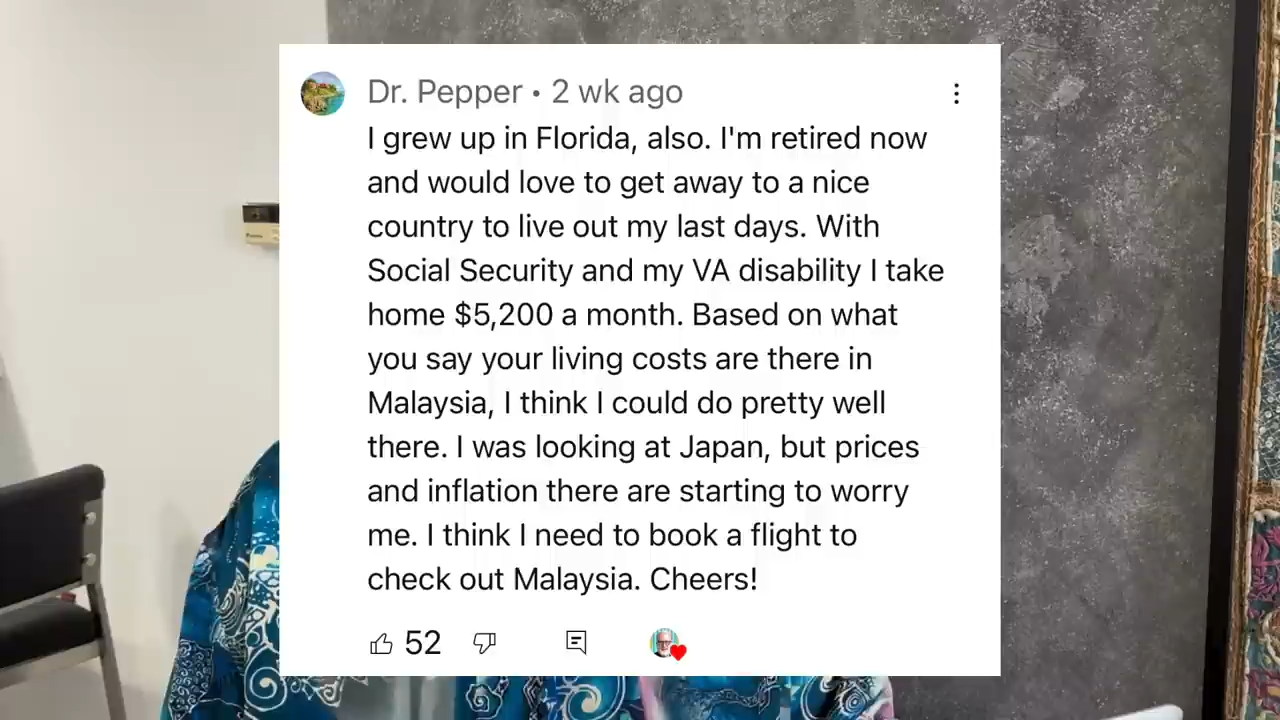 Dr. Pepper • 2 wk ago
I grew up in Florida, also. I'm retired now
and would love to get away to a nice
country to live out my last days. With
Social Security and my VA disability I take
home $5,200 a month. Based on what
you say your living costs are there in
Malaysia, I think I could do pretty well
there. I was looking at Japan, but prices
and inflation there are starting to worry
me. I think I need to book a flight to
check out Malaysia. Cheers!
52